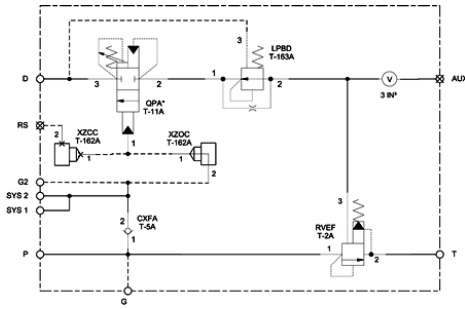 3
LPBD
T-163A
D
3
2
QPA*
T-11A
1
2
V
3 IN³
AUX
RS
2
XZCC
T-162A
1
1
XZOC
T-162A
1
2
G2
SYS 2
SYS 1
2
CXFA
T-5A
1
3
RVEF
T-2A
P
1
2
T
G